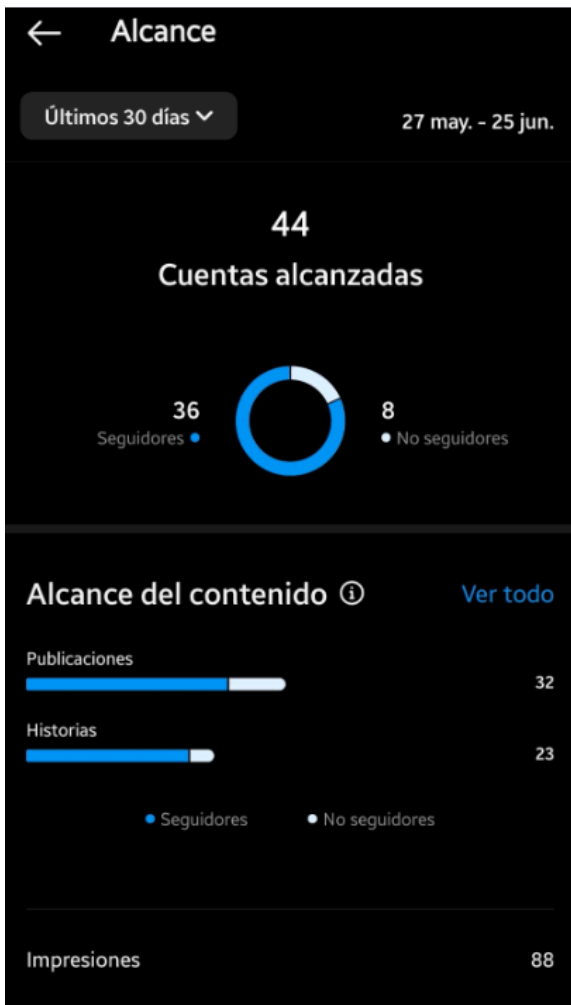 Alcance
Últimos 30 días
27 may. - 25 jun.
44
Cuentas alcanzadas
36
8
Seguidores
No seguidores
Alcance del contenido
Ver todo
Publicaciones
32
Historias
23
Seguidores
No seguidores
Impresiones
88